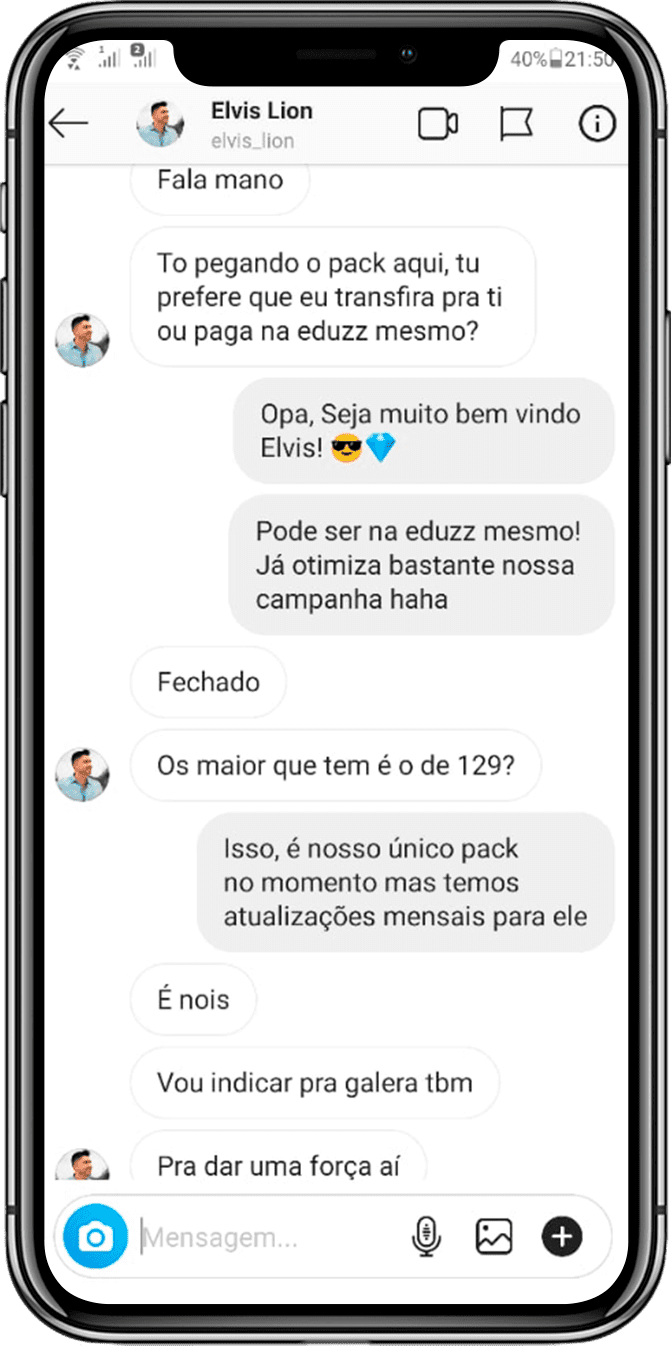 1 2 40% 21:50
Elvis Lion
elvis_lion
Fala mano
To pegando o pack aqui, tu
prefere que eu transfira pra ti
ou paga na eduzz mesmo?
Opa, Seja muito bem vindo
Elvis! 😎💎
Pode ser na eduzz mesmo!
Já otimiza bastante nossa
campanha haha
Fechado
Os maior que tem é o de 129?
Isso, é nosso único pack
no momento mas temos
atualizações mensais para ele
É nois
Vou indicar pra galera tbm
Pra dar uma força aí
Mensagem...